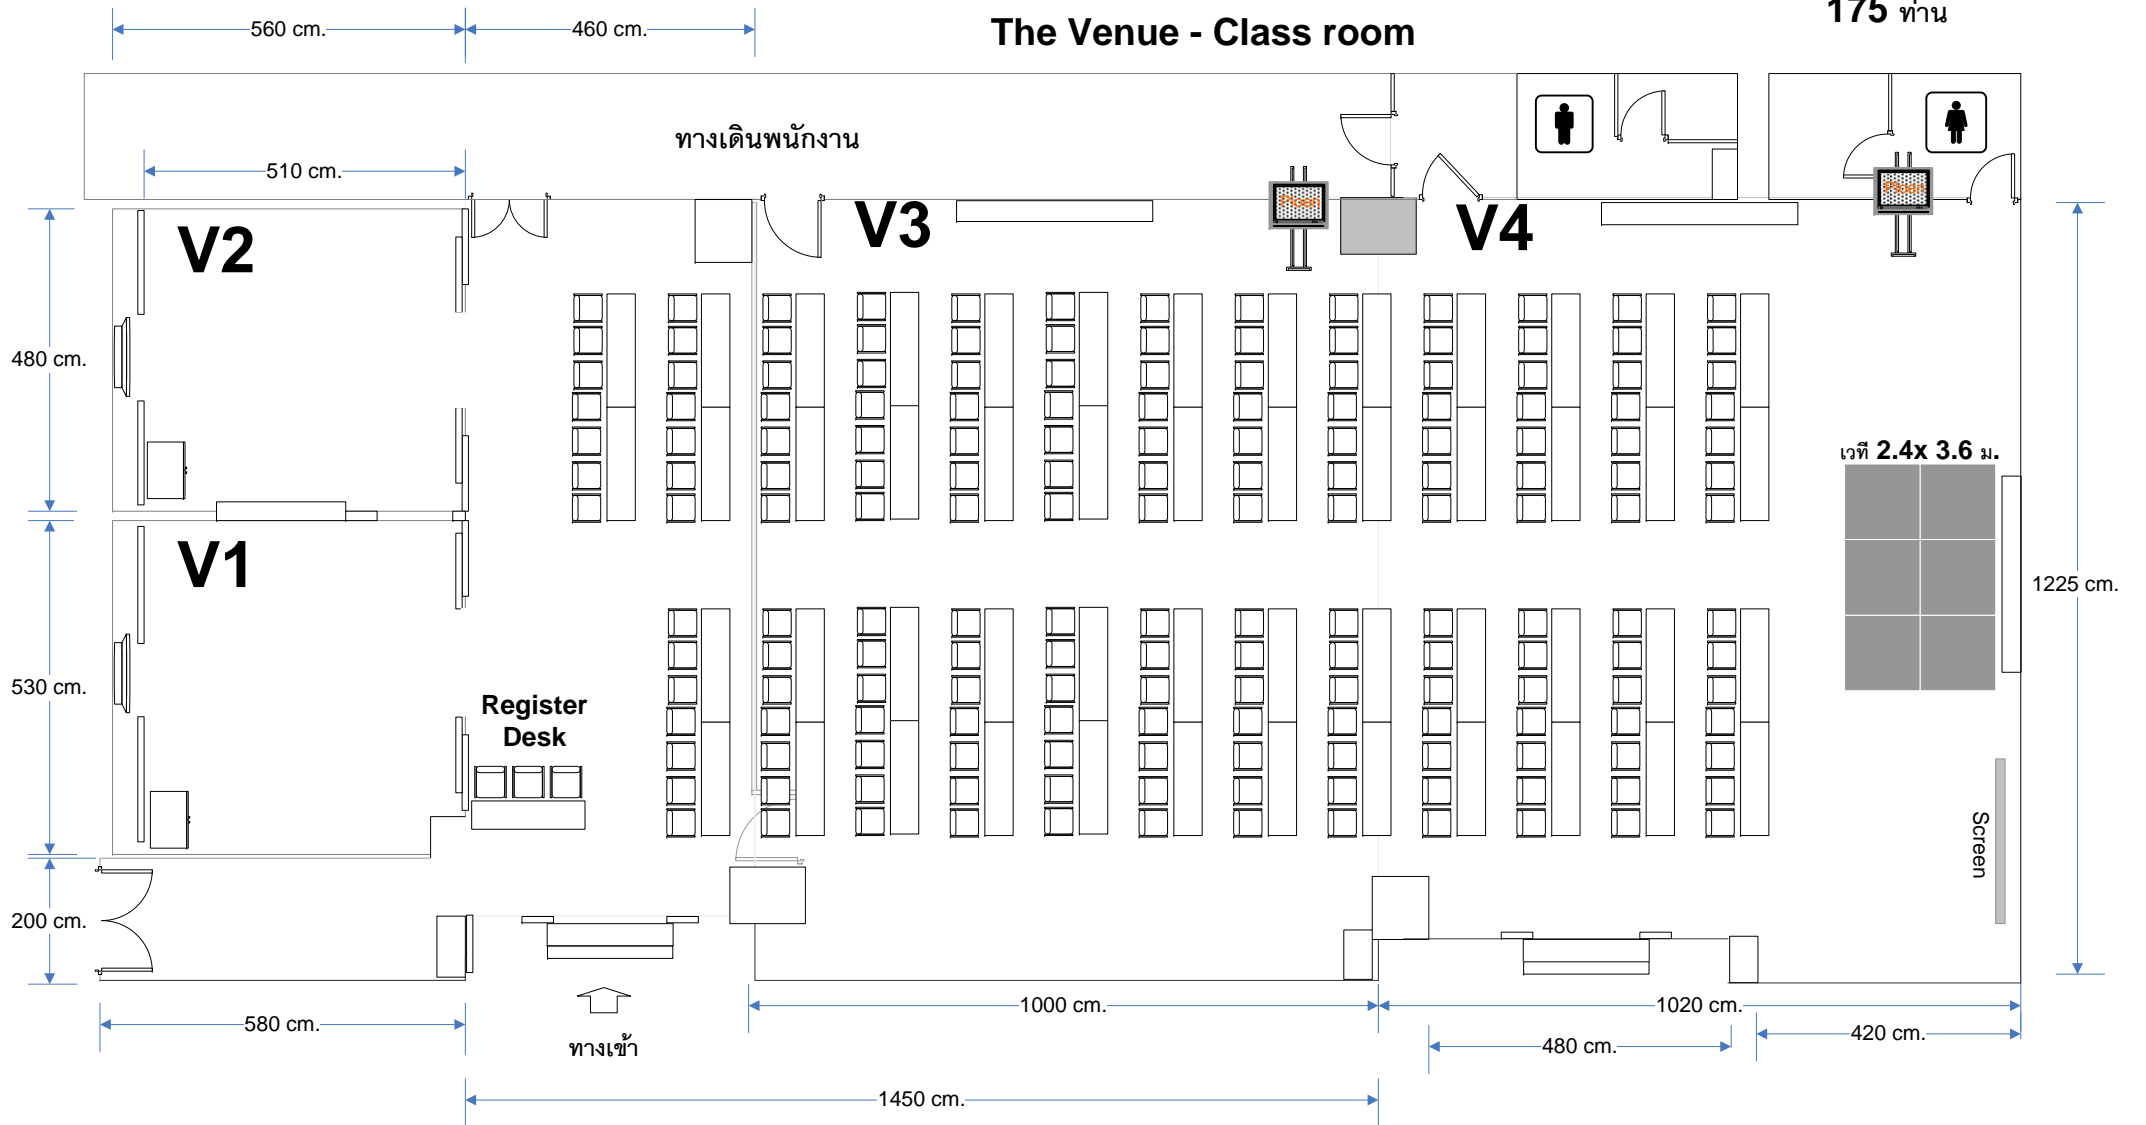 175 ท่าน
560 cm.
460 cm.
The Venue - Class room
ทางเดินพนักงาน
510 cm.
V2
V3
V4
480 cm.
เวที 2.4x 3.6 ม.
V1
1225 cm.
530 cm.
Register
Desk
Screen
200 cm.
580 cm.
ทางเข้า
1000 cm.
1020 cm.
480 cm.
420 cm.
1450 cm.